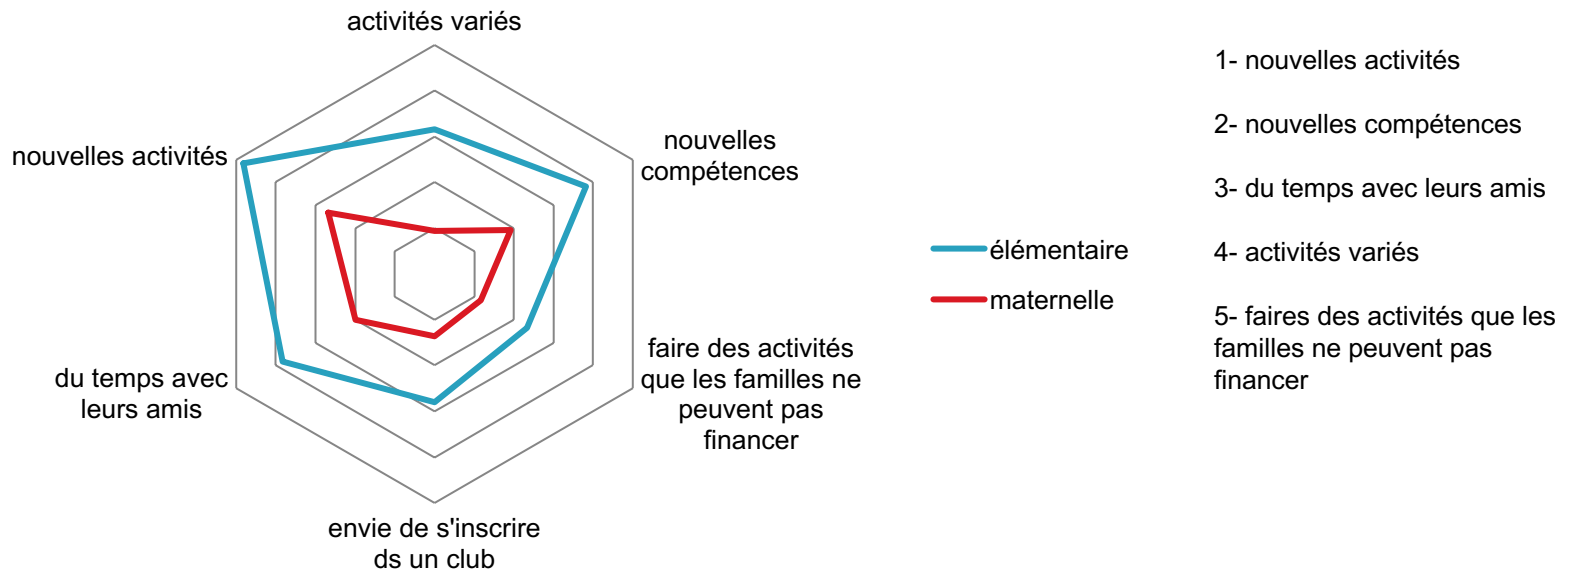 activités variés
nouvelles
compétences
faire des activités
que les familles ne
peuvent pas
financer
envie de s'inscrire
ds un club
du temps avec
leurs amis
nouvelles activités
élémentaire
maternelle
1- nouvelles activités
2- nouvelles compétences
3- du temps avec leurs amis
4- activités variés
5- faires des activités que les
familles ne peuvent pas
financer